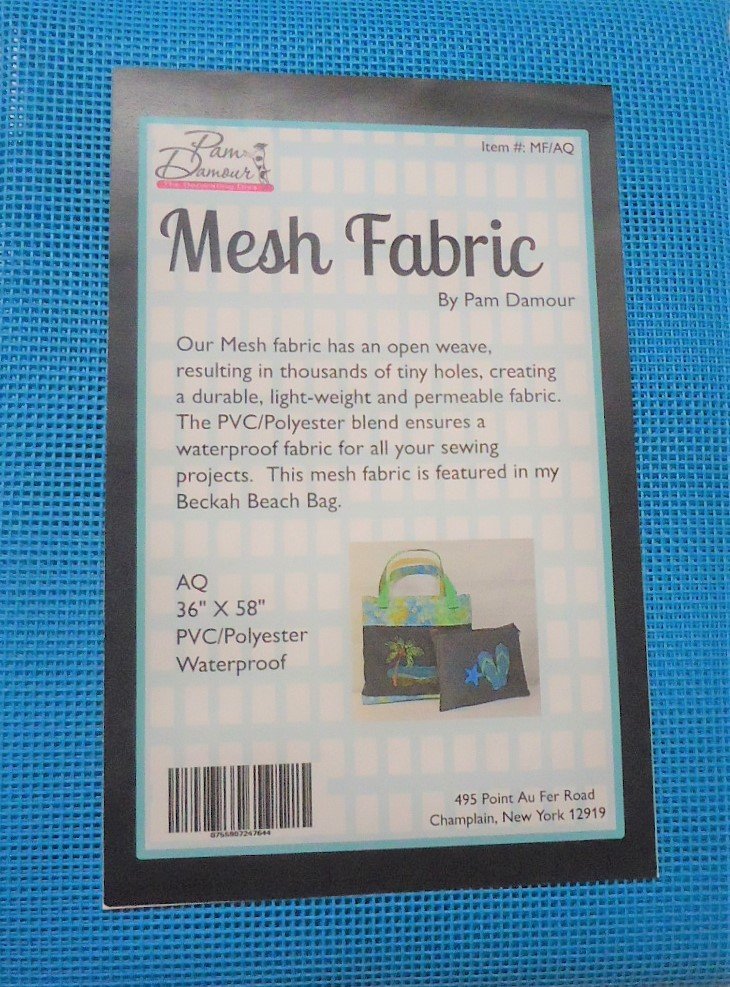 Pam
Damour
The Decorating Diva
Item #: MF/AQ
Mesh Fabric
By Pam Damour
Our Mesh fabric has an open weave,
resulting in thousands of tiny holes, creating
a durable, light-weight and permeable fabric.
The PVC/Polyester blend ensures a
waterproof fabric for all your sewing
projects. This mesh fabric is featured in my
Beckah Beach Bag.
AQ
36" X 58"
PVC/Polyester
Waterproof
495 Point Au Fer Road
Champlain, New York 12919